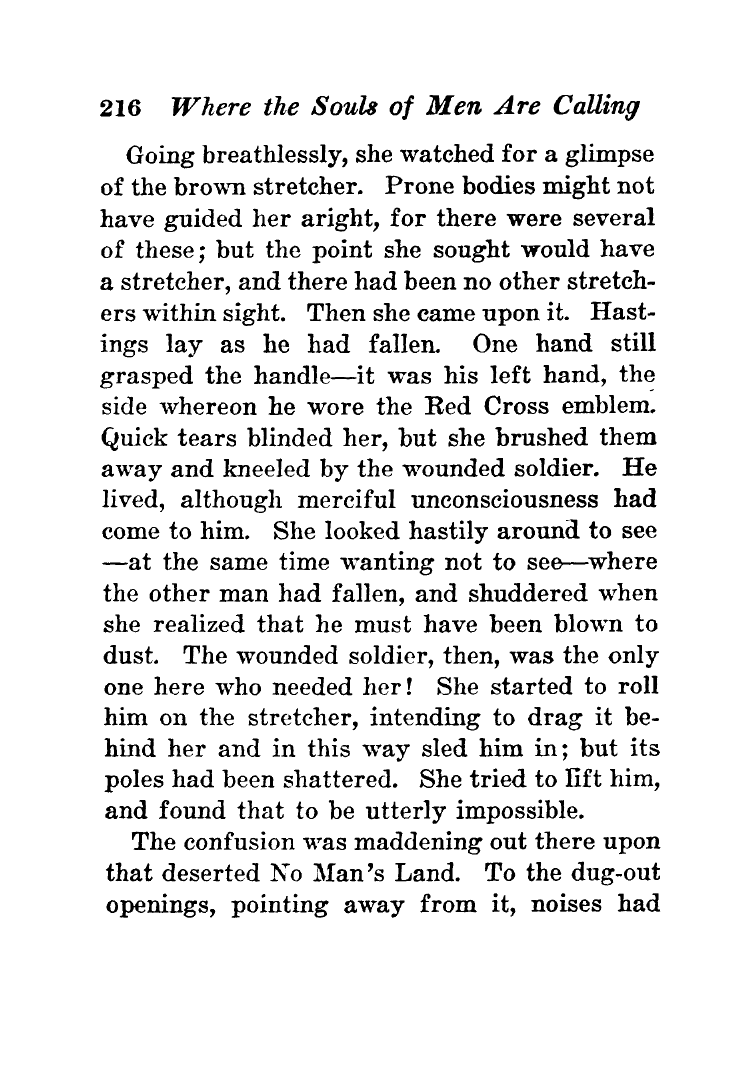 216 Where the Souls of Men Are Calling
Going breathlessly, she watched for a glimpse
of the brown stretcher. Prone bodies might not
have guided her aright, for there were several
of these; but the point she sought would have
a stretcher, and there had been no other stretch-
ers within sight. Then she came upon it. Hast-
ings lay as he had fallen. One hand still
grasped the handle—it was his left hand, the
side whereon he wore the Red Cross emblem.
Quick tears blinded her, but she brushed them
away and kneeled by the wounded soldier. He
lived, although merciful unconsciousness had
come to him. She looked hastily around to see
—at the same time wanting not to see—where
the other man had fallen, and shuddered when
she realized that he must have been blown to
dust. The wounded soldier, then, was the only
one here who needed her! She started to roll
him on the stretcher, intending to drag it be-
hind her and in this way sled him in; but its
poles had been shattered. She tried to lift him,
and found that to be utterly impossible.
The confusion was maddening out there upon
that deserted No Man's Land. To the dug-out
openings, pointing away from it, noises had